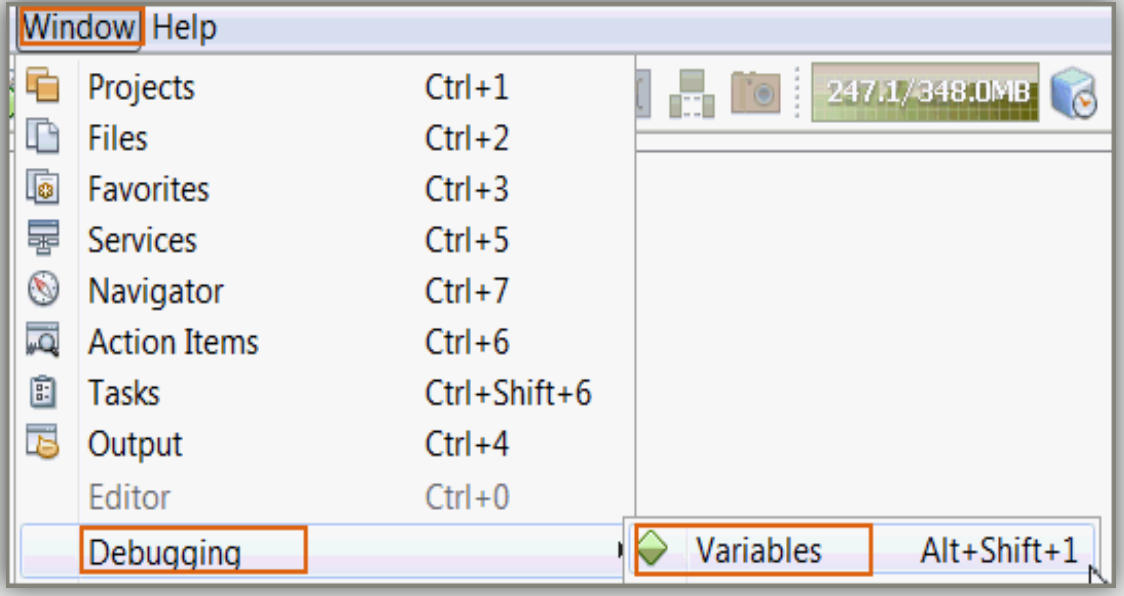 Window Help
Projects Ctrl+1
247.1/348.0MB
Files Ctrl+2
Favorites Ctrl+3
Services Ctrl+5
Navigator Ctrl+7
Action Items Ctrl+6
Tasks Ctrl+Shift+6
Output Ctrl+4
Editor Ctrl+0
Debugging
Variables Alt+Shift+1